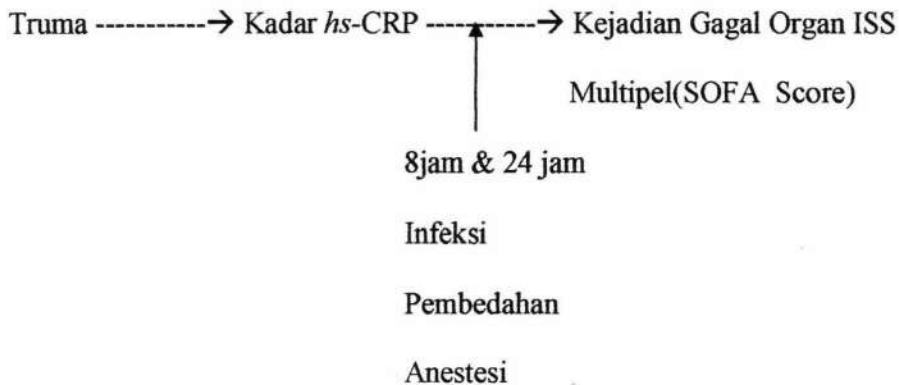 Truma -----------→ Kadar hs-CRP -----------→ Kejadian Gagal Organ ISS
Multipel(SOFA Score)
8jam & 24 jam
Infeksi
Pembedahan
Anestesi